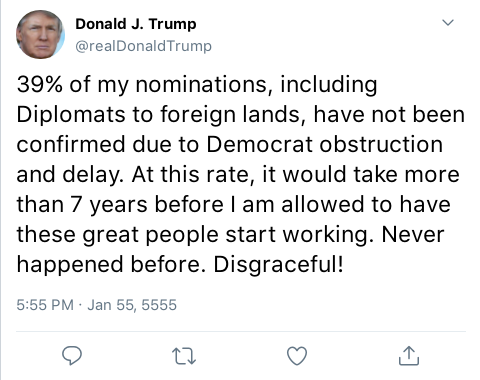 Donald J. Trump
@realDonaldTrump
39% of my nominations, including
Diplomats to foreign lands, have not been
confirmed due to Democrat obstruction
and delay. At this rate, it would take more
than 7 years before I am allowed to have
these great people start working. Never
happened before. Disgraceful!
5:55 PM · Jan 55, 5555